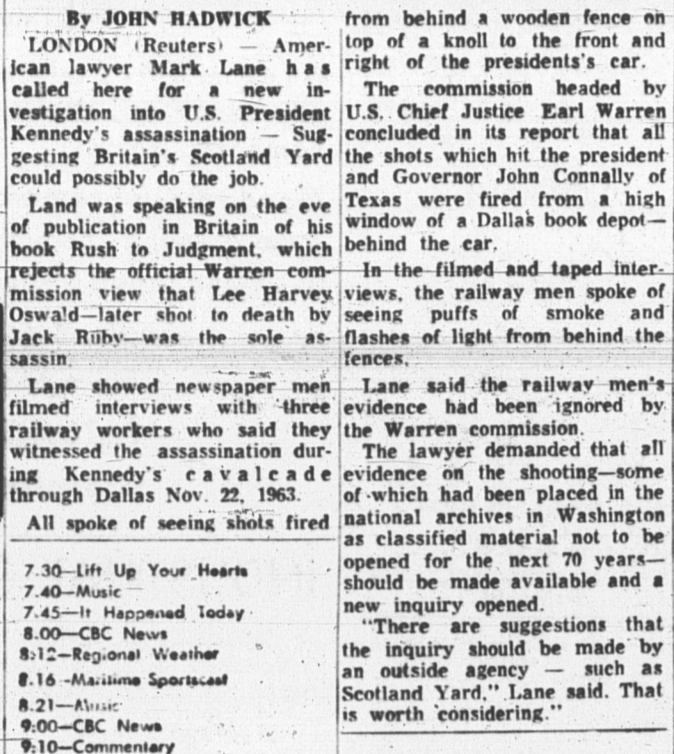 By JOHN HADWICK
LONDON (Reuters) — Amer-
ican lawyer Mark Lane has
called here for a new in-
vestigation into U.S. President
Kennedy's assassination — Sug-
gesting Britain's Scotland Yard
could possibly do the job.
Land was speaking on the eve
of publication in Britain of his
book Rush to Judgment, which
rejects the official Warren com-
mission view that Lee Harvey
Oswald—later shot to death by
Jack Ruby—was the sole as-
sassin.
Lane showed newspaper men
filmed interviews with three
railway workers who said they
witnessed the assassination dur-
ing Kennedy's cavalcade
through Dallas Nov. 22, 1963.
All spoke of seeing shots fired
7.30—Lift Up Your Hearts
7.40—Music
7.45—It Happened Today
8.00—CBC News
8:12—Regional Weather
8.16 -Maritime Sportscast
8.21—Music
9:00—CBC News
9:10—Commentary
from behind a wooden fence on
top of a knoll to the front and
right of the presidents's car.
The commission headed by
U.S. Chief Justice Earl Warren
concluded in its report that all
the shots which hit the president
and Governor John Connally of
Texas were fired from a high
window of a Dallas book depot—
behind the car.
In the filmed and taped inter-
views, the railway men spoke of
seeing puffs of smoke and
flashes of light from behind the
fences.
Lane said the railway men's
evidence had been ignored by
the Warren commission.
The lawyer demanded that all
evidence on the shooting—some
of which had been placed in the
national archives in Washington
as classified material not to be
opened for the next 70 years—
should be made available and a
new inquiry opened.
"There are suggestions that
the inquiry should be made by
an outside agency — such as
Scotland Yard," Lane said. That
is worth considering."